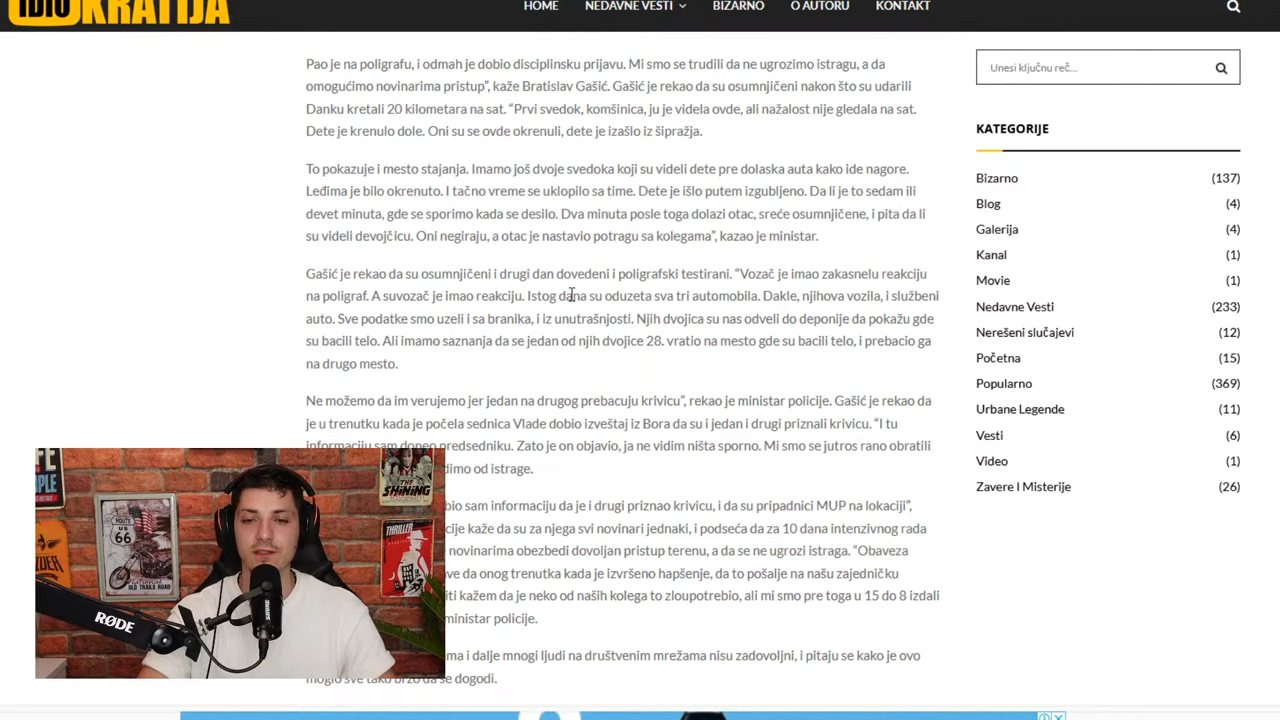 KRATIJA
HOME NEDAVNE VESTI BIZARNO O AUTORU KONTAKT
Pao je na poligrafu, i odmah je dobio disciplinsku prijavu. Mi smo se trudili da ne ugrozimo istragu, a da
omogućimo novinarima pristup”, kaže Bratislav Gašić. Gašić je rekao da su osumnjičeni nakon što su udarili
Danku kretali 20 kilometara na sat. “Prvi svedok, komšinica, ju je videla ovde, ali nažalost nije gledala na sat.
Dete je krenulo dole. Oni su se ovde okrenuli, dete je izašlo iz šipražja.
To pokazuje i mesto stajanja. Imamo još dvoje svedoka koji su videli dete pre dolaska auta kako ide nagore.
Leđima je bilo okrenuto. I tačno vreme se uklopilo sa time. Dete je išlo putem izgubljeno. Da li je to sedam ili
devet minuta, gde se sporimo kada se desilo. Dva minuta posle toga dolazi otac, sreće osumnjičene, i pita da li
su videli devojčicu. Oni negiraju, a otac je nastavio potragu sa kolegama”, kazao je ministar.
Gašić je rekao da su osumnjičeni i drugi dan dovedeni i poligrafski testirani. “Vozač je imao zakasnelu reakciju
na poligraf. A suvozač je imao reakciju. Istog dana su oduzeta sva tri automobila. Dakle, njihova vozila, i službeni
auto. Sve podatke smo uzeli i sa branika, i iz unutrašnjosti. Njih dvojica su nas odveli do deponije da pokažu gde
su bacili telo. Ali imamo saznanja da se jedan od njih dvojice 28. vratio na mesto gde su bacili telo, i prebacio ga
na drugo mesto.
Ne možemo da im verujemo jer jedan na drugog prebacuju krivicu”, rekao je ministar policije. Gašić je rekao da
je u trenutku kada je počela sednica Vlade dobio izveštaj iz Bora da su i jedan i drugi priznali krivicu. “I tu
informaciju sam doneo predsedniku. Zato je on objavio, ja ne vidim ništa sporno. Mi smo se jutros rano obratili
dimo od istrage.
bio sam informaciju da je i drugi priznao krivicu, i da su pripadnici MUP na lokaciji”,
cije kaže da su za njega svi novinari jednaki, i podseća da za 10 dana intenzivnog rada
novinarima obezbedi dovoljan pristup terenu, a da se ne ugrozi istraga. “Obaveza
ve da onog trenutka kada je izvršeno hapšenje, da to pošalje na našu zajedničku
iti kažem da je neko od naših kolega to zloupotrebio, ali mi smo pre toga u 15 do 8 izdali
ministar policije.
ma i dalje mnogi ljudi na društvenim mrežama nisu zadovoljni, i pitaju se kako je ovo
moglo sve tako brzo da se dogodi.
Unesi ključnu reč...
KATEGORIJE
Bizarno (137)
Blog (4)
Galerija (4)
Kanal (1)
Movie (1)
Nedavne Vesti (233)
Nerešeni slučajevi (12)
Početna (15)
Popularno (369)
Urbane Legende (11)
Vesti (6)
Video (1)
Zavere I Misterije (26)
ROUTE
US
66
THE
SHINING
THRILLER
RØDE